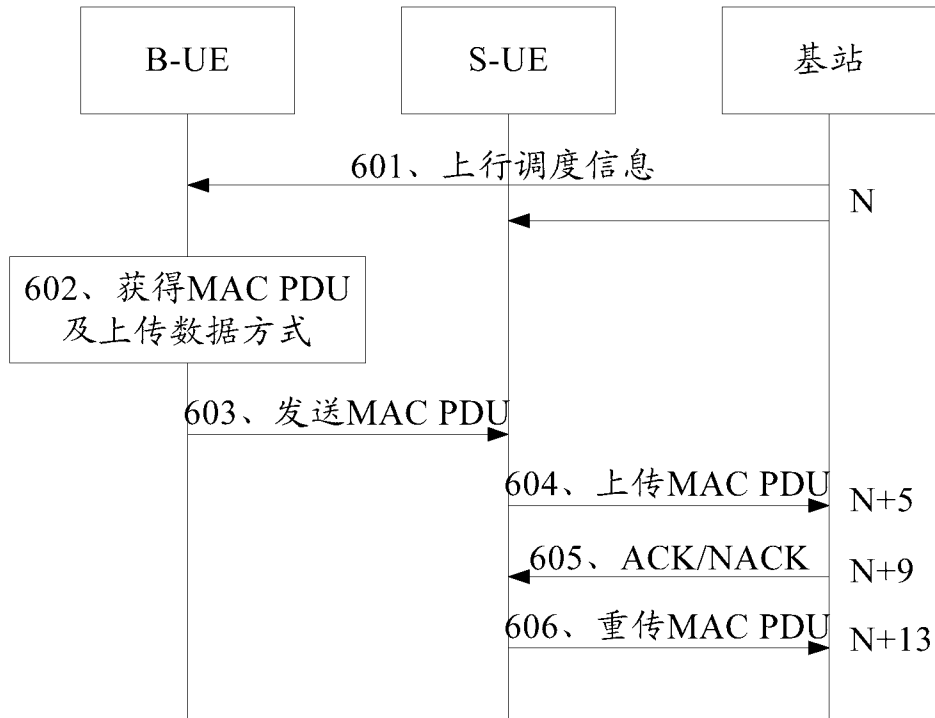 B-UE
S-UE
基站
601、上行调度信息
N
602、获得MAC PDU
及上传数据方式
603、发送MAC PDU
604、上传MAC PDU
N+5
605、ACK/NACK
N+9
606、重传MAC PDU
N+13